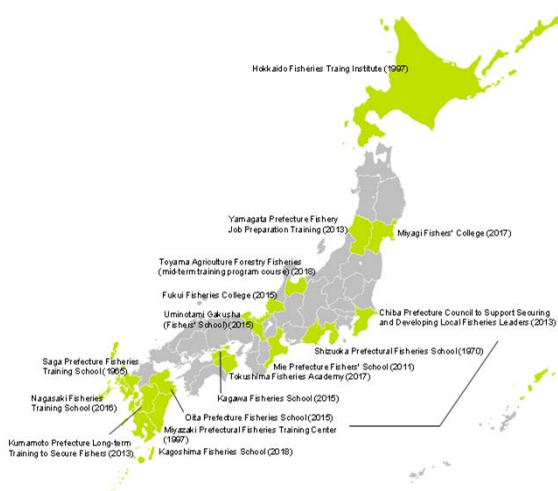 Hokkaido Fisheries Traing Institute (1997)
Yamagata Prefecture Fishery
Job Preparation Training (2013)
Miyagi Fishers' College (2017)
Toyama Agriculture Forestry Fisheries
(mid-term training program course) (2018)
Fukui Fisheries College (2015)
Uminotami Gakusha
(Fishers' School) (2015)
Chiba Prefecture Council to Support Securing
and Developing Local Fisheries Leaders (2013)
Shizuoka Prefectural Fisheries School (1970)
Saga Prefecture Fisheries
Training School (1965)
Mie Prefecture Fishers' School (2011)
Tokushima Fisheries Academy (2017)
Nagasaki Fisheries
Training School (2016)
Kagawa Fisheries School (2015)
Oita Prefecture Fisheries School (2015)
Miyazaki Prefectural Fisheries Training Center
(1997)
Kumamoto Prefecture Long-term
Training to Secure Fishers (2013)
Kagoshima Fisheries School (2018)